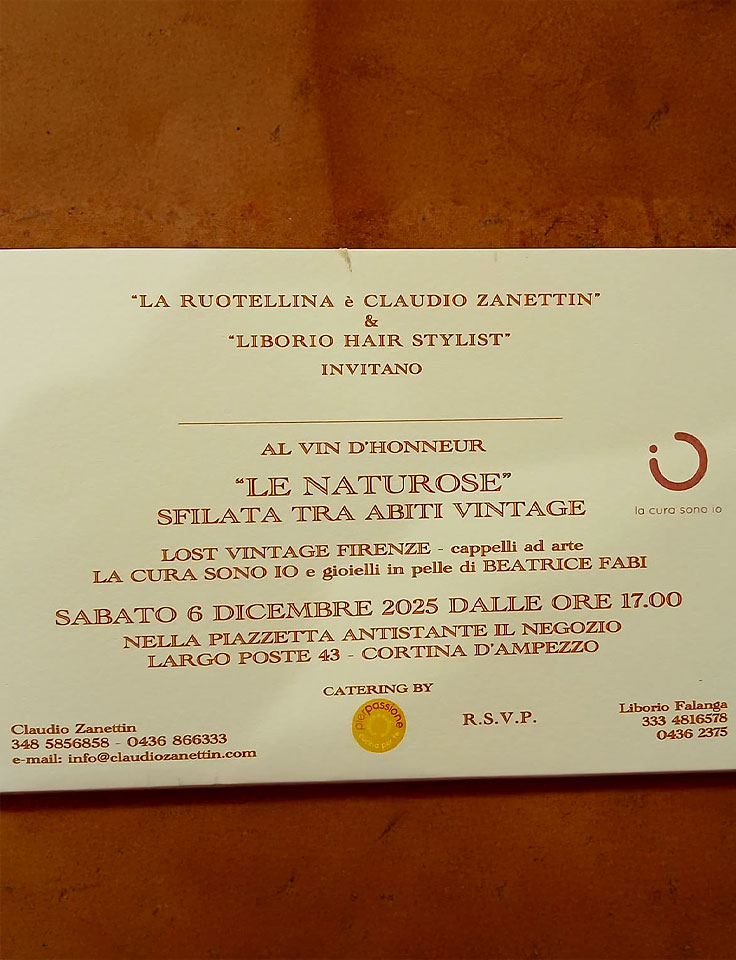 "LA RUOTELLINA è CLAUDIO ZANETTIN"
&
"LIBORIO HAIR STYLIST"
INVITANO
AL VIN D'HONNEUR
"LE NATUROSE"
SFILATA TRA ABITI VINTAGE
la cura sono io
LOST VINTAGE FIRENZE - cappelli ad arte
LA CURA SONO IO e gioielli in pelle di BEATRICE FABI
SABATO 6 DICEMBRE 2025 DALLE ORE 17.00
NELLA PIAZZETTA ANTISTANTE IL NEGOZIO
LARGO POSTE 43 - CORTINA D'AMPEZZO
CATERING BY
pierpassione
R.S.V.P.
Claudio Zanettin
348 5856858 - 0436 866333
e-mail: info@claudiozanettin.com
Liborio Falanga
333 4816578
0436 2375